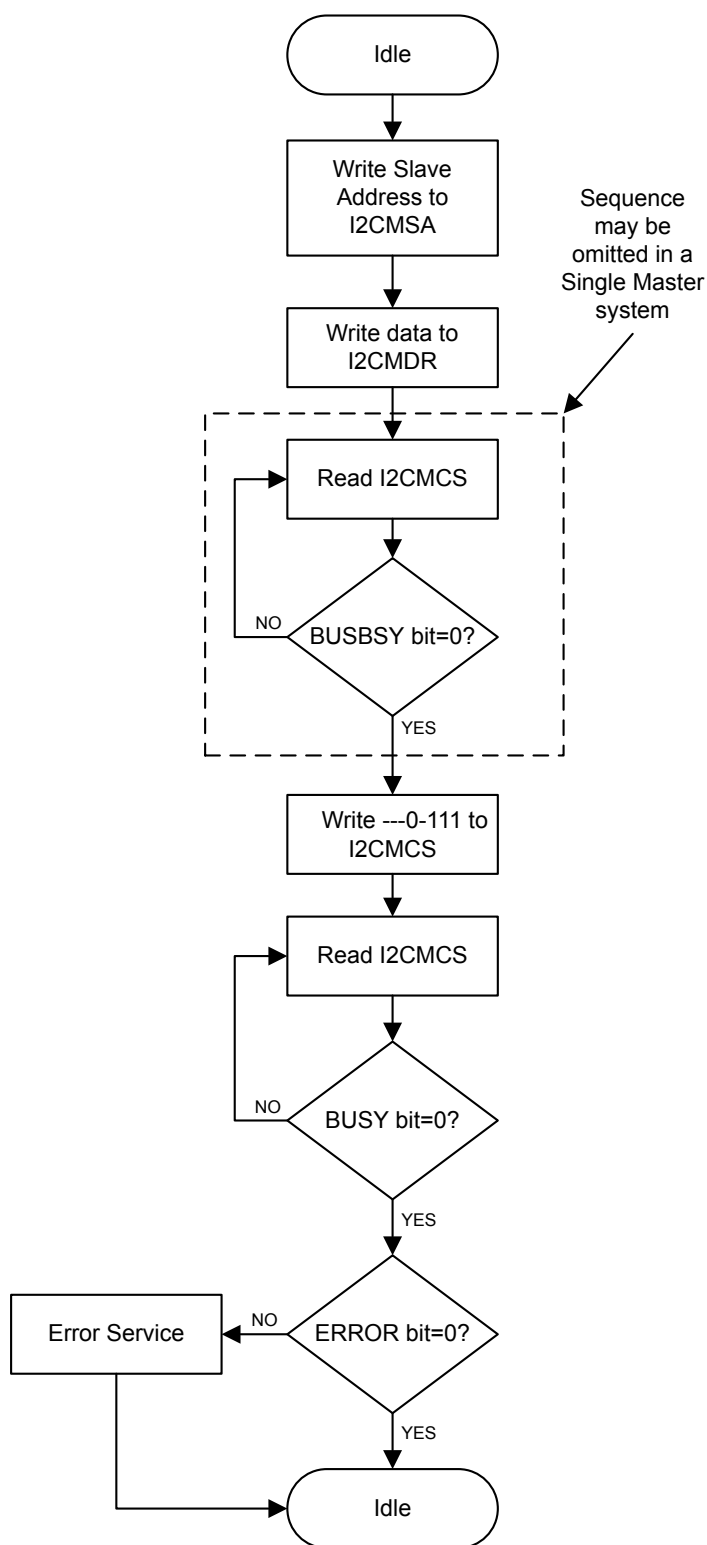 Idle
Write Slave
Address to
I2CMSA
Sequence
may be
omitted in a
Single Master
system
Write data to
I2CMDR
Read I2CMCS
NO
BUSBSY bit=0?
YES
Write ---0-111 to
I2CMCS
Read I2CMCS
NO
BUSY bit=0?
YES
Error Service
NO
ERROR bit=0?
YES
Idle